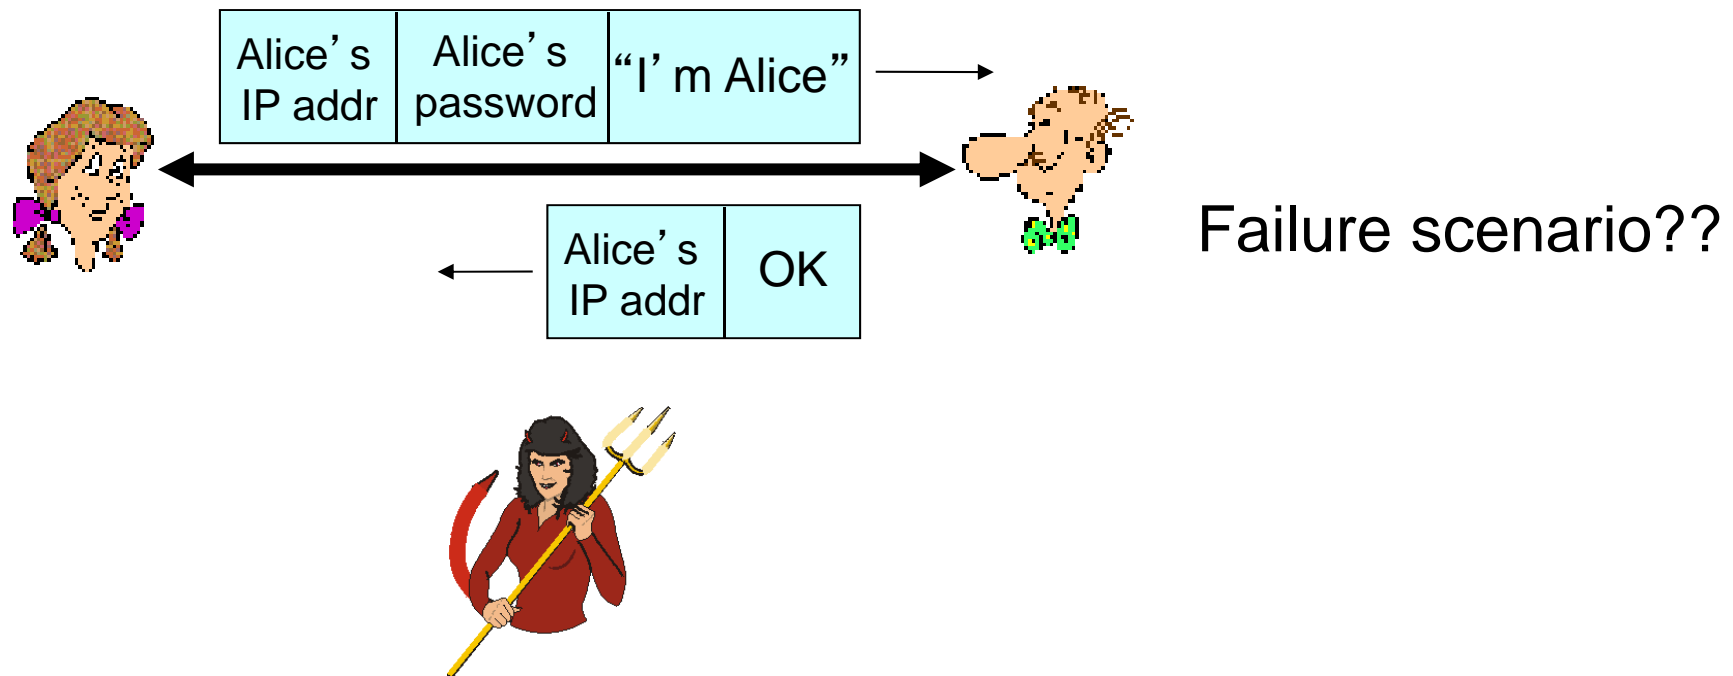 Alice’s
IP addr
Alice’s
password
“I’m Alice”
Alice’s
IP addr
OK
Failure scenario??